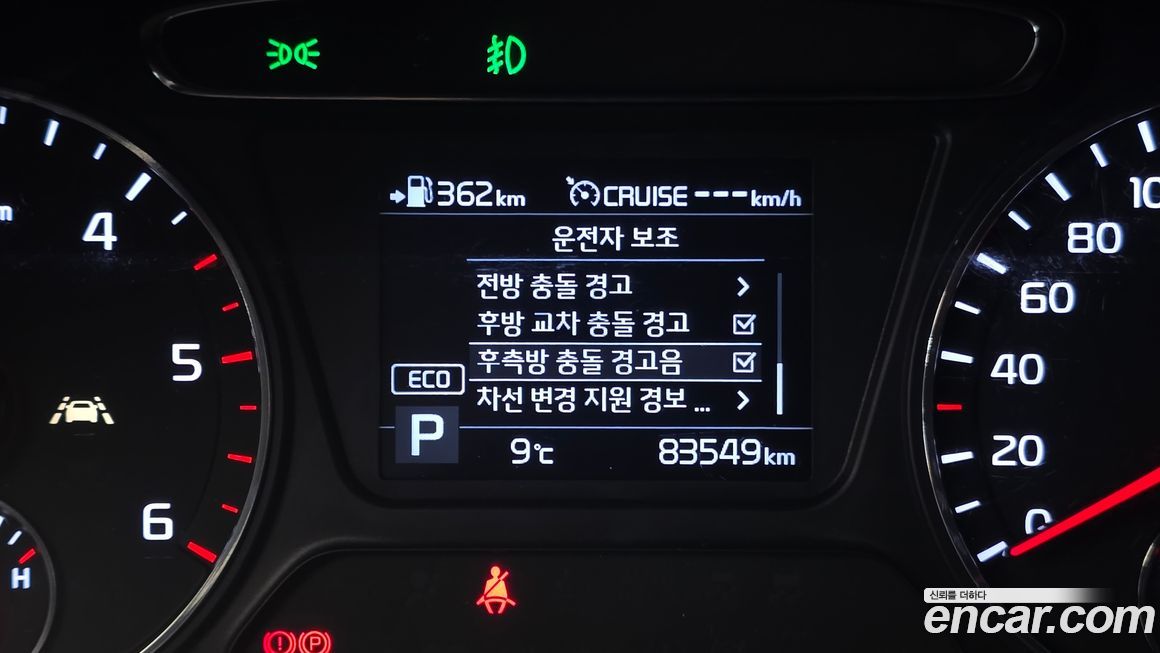 362km CRUISE ---km/h
운전자 보조
전방 충돌 경고
후방 교차 충돌 경고
후측방 충돌 경고음
차선 변경 지원 경보 ...
ECO
P
9℃ 83549km
4
5
6
H
80
60
40
20
0
P
신뢰를 더하다
encar.com